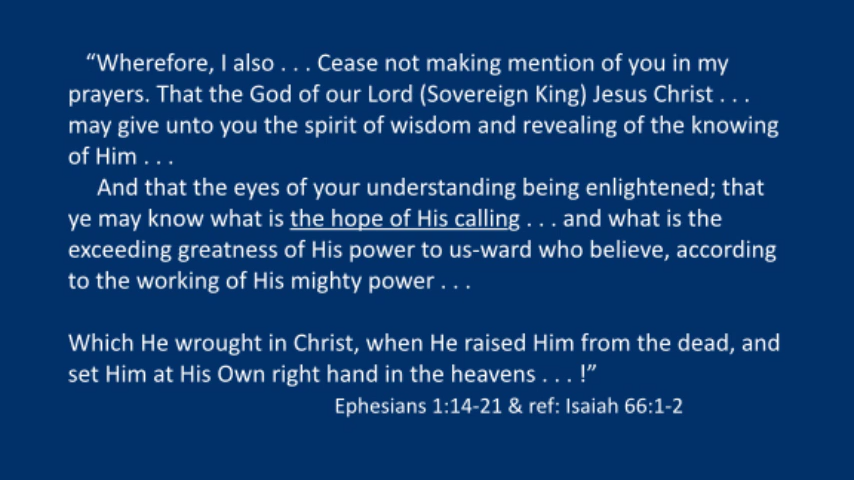 “Wherefore, I also . . . Cease not making mention of you in my
prayers. That the God of our Lord (Sovereign King) Jesus Christ . . .
may give unto you the spirit of wisdom and revealing of the knowing
of Him . . .
And that the eyes of your understanding being enlightened; that
ye may know what is the hope of His calling . . . and what is the
exceeding greatness of His power to us-ward who believe, according
to the working of His mighty power . . .
Which He wrought in Christ, when He raised Him from the dead, and
set Him at His Own right hand in the heavens . . . !”
Ephesians 1:14-21 & ref: Isaiah 66:1-2